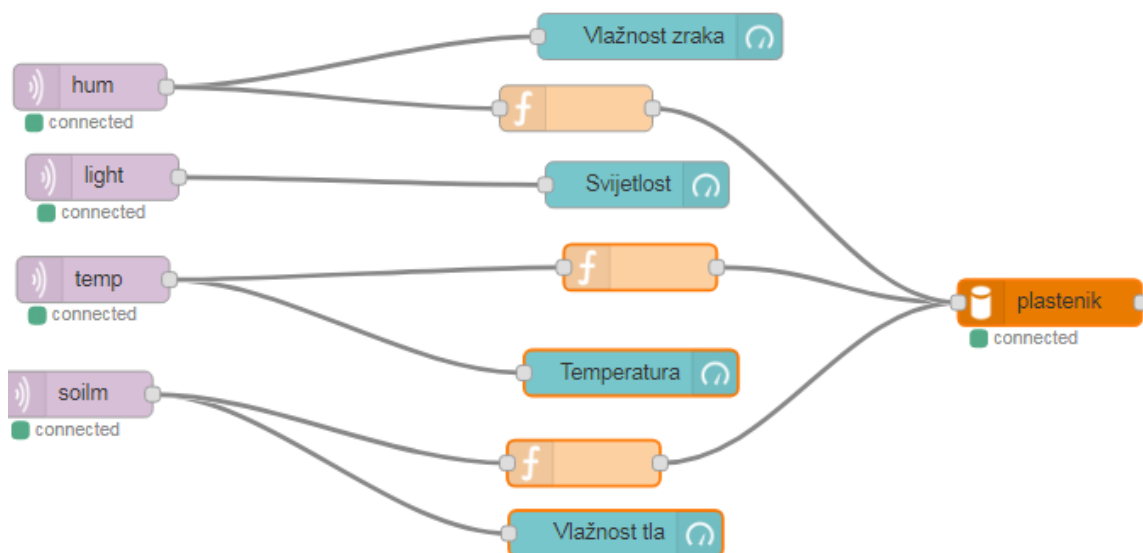 Vlažnost zraka
hum
connected
f
light
connected
Svijetlost
f
temp
connected
plastenik
connected
Temperatura
soilm
connected
f
Vlažnost tla